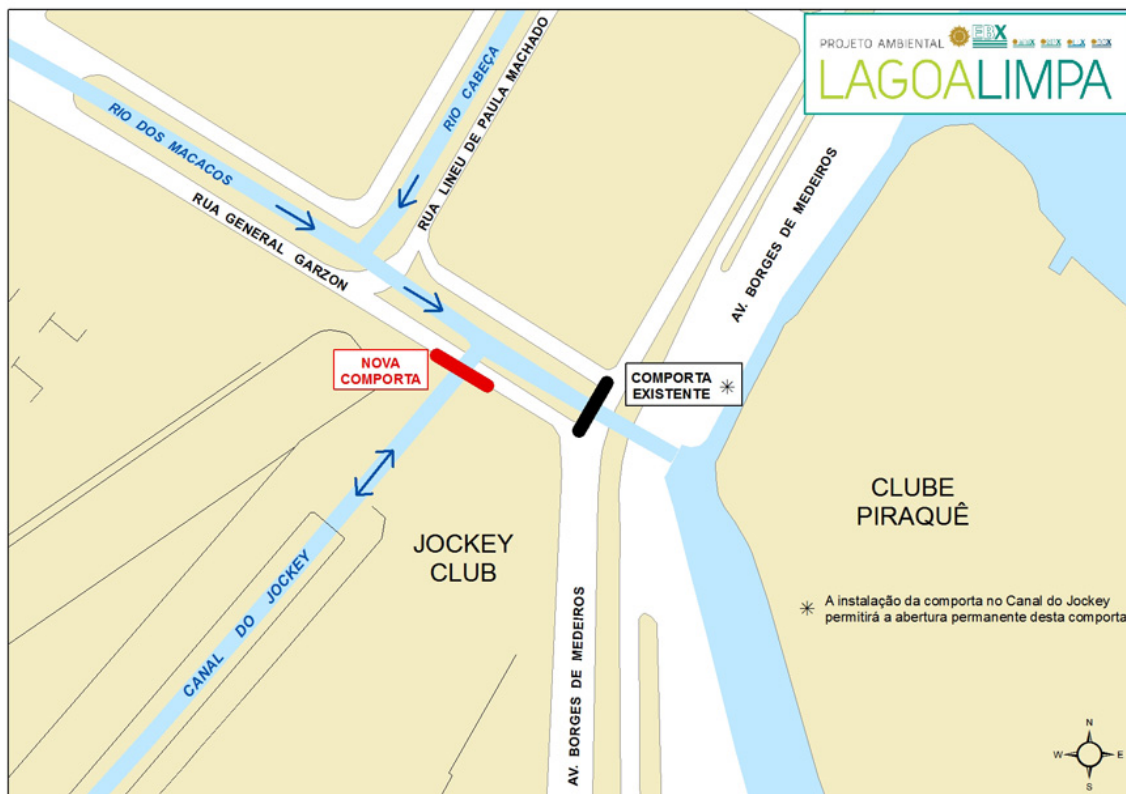 PROJETO AMBIENTAL EBX
LAGOALIMPA
RIO DOS MACACOS
RIO CABEÇA
RUA LINEU DE PAULA MACHADO
RUA GENERAL GARZON
AV. BORGES DE MEDEIROS
NOVA
COMPORTA
COMPORTA
EXISTENTE *
CLUBE
PIRAQUÊ
JOCKEY
CLUB
CANAL DO JOCKEY
AV. BORGES DE MEDEIROS
* A instalação da comporta no Canal do Jockey
permitirá a abertura permanente desta comporta
N
W E
S